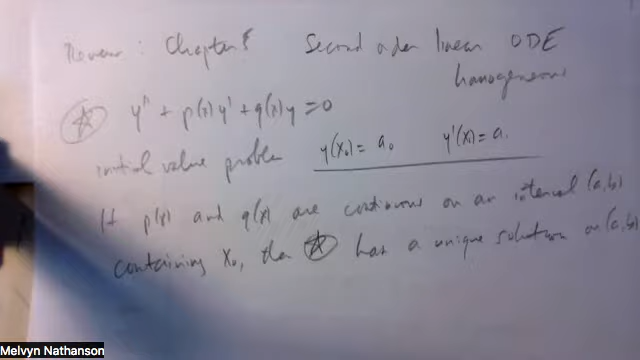 Review: Chapter 5 Second order linear ODE
homogeneous
y'' + p(x)y' + q(x)y = 0
initial value problem y(x₀) = a₀ y'(x₀) = a₁
If p(x) and q(x) are continuous on an interval (a,b)
containing x₀, then ☆ has a unique solution on (a,b)
Melvyn Nathanson